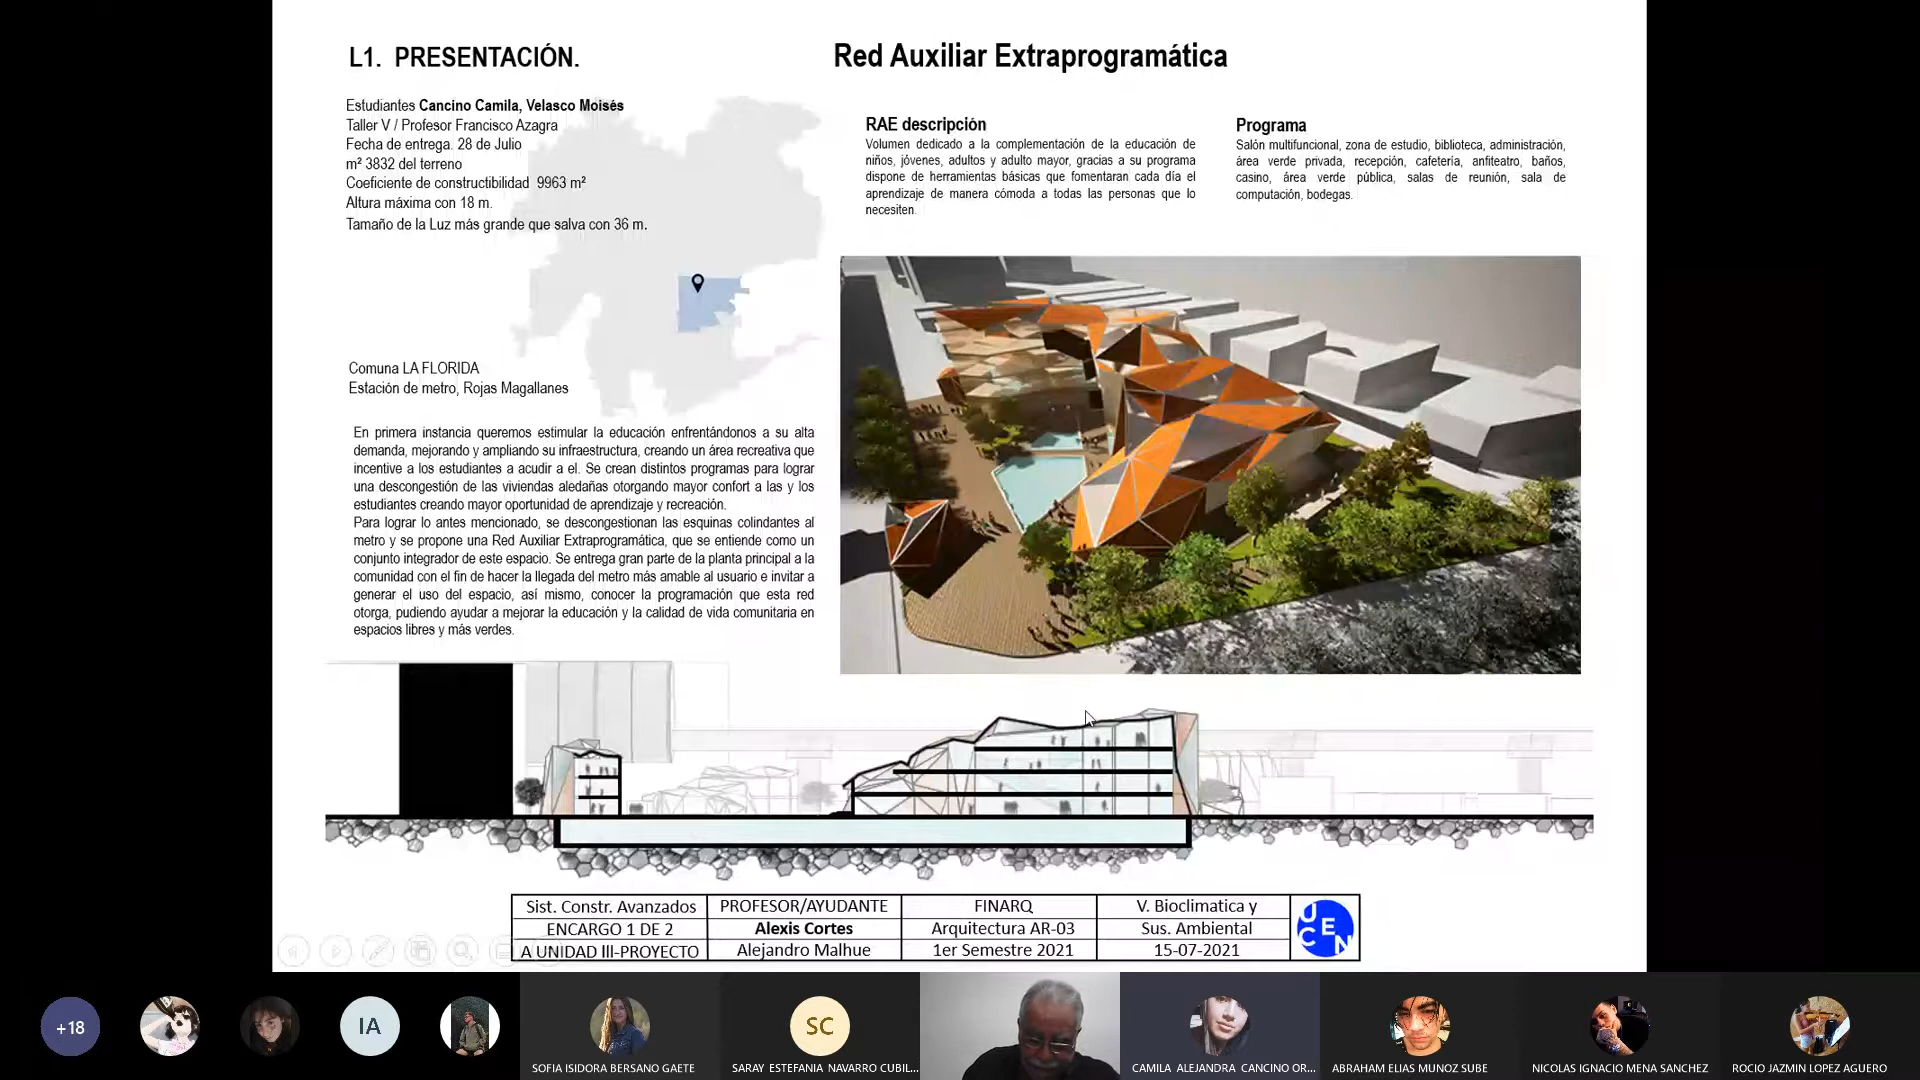 L1. PRESENTACIÓN.
Red Auxiliar Extraprogramática
Estudiantes Cancino Camila, Velasco Moisés
Taller V / Profesor Francisco Azagra
Fecha de entrega. 28 de Julio
m² 3832 del terreno
Coeficiente de constructibilidad 9963 m²
Altura máxima con 18 m.
Tamaño de la Luz más grande que salva con 36 m.
RAE descripción
Volumen dedicado a la complementación de la educación de
niños, jóvenes, adultos y adulto mayor, gracias a su programa
dispone de herramientas básicas que fomentaran cada día el
aprendizaje de manera cómoda a todas las personas que lo
necesiten.
Programa
Salón multifuncional, zona de estudio, biblioteca, administración,
área verde privada, recepción, cafetería, anfiteatro, baños,
casino, área verde pública, salas de reunión, sala de
computación, bodegas.
Comuna LA FLORIDA
Estación de metro, Rojas Magallanes
En primera instancia queremos estimular la educación enfrentándonos a su alta
demanda, mejorando y ampliando su infraestructura, creando un área recreativa que
incentive a los estudiantes a acudir a el. Se crean distintos programas para lograr
una descongestión de las viviendas aledañas otorgando mayor confort a las y los
estudiantes creando mayor oportunidad de aprendizaje y recreación.
Para lograr lo antes mencionado, se descongestionan las esquinas colindantes al
metro y se propone una Red Auxiliar Extraprogramática, que se entiende como un
conjunto integrador de este espacio. Se entrega gran parte de la planta principal a la
comunidad con el fin de hacer la llegada del metro más amable al usuario e invitar a
generar el uso del espacio, así mismo, conocer la programación que esta red
otorga, pudiendo ayudar a mejorar la educación y la calidad de vida comunitaria en
espacios libres y más verdes.
Sist. Constr. Avanzados
ENCARGO 1 DE 2
A UNIDAD III-PROYECTO
PROFESOR/AYUDANTE
Alexis Cortes
Alejandro Malhue
FINARQ
Arquitectura AR-03
1er Semestre 2021
V. Bioclimatica y
Sus. Ambiental
15-07-2021
UCEN
+18
IA
SC
SOFIA ISIDORA BERSANO GAETE
SARAY ESTEFANIA NAVARRO CUBIL...
CAMILA ALEJANDRA CANCINO OR...
ABRAHAM ELIAS MUNOZ SUBE
NICOLAS IGNACIO MENA SANCHEZ
ROCIO JAZMIN LOPEZ AGUERO